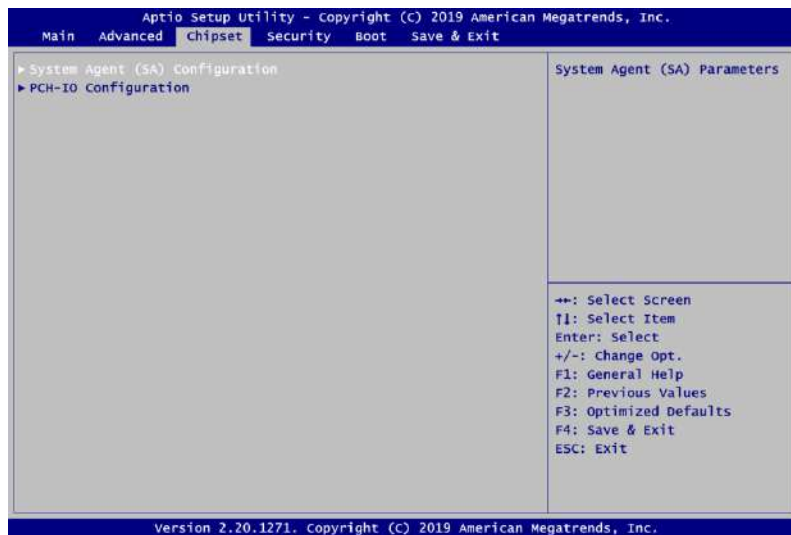 Aptio Setup Utility - Copyright (C) 2019 American Megatrends, Inc.
Main Advanced Chipset Security Boot Save & Exit
▶ System Agent (SA) Configuration
▶ PCH-IO Configuration
System Agent (SA) Parameters
→←: Select Screen
↑↓: Select Item
Enter: Select
+/-: Change Opt.
F1: General Help
F2: Previous Values
F3: Optimized Defaults
F4: Save & Exit
ESC: Exit
Version 2.20.1271. Copyright (C) 2019 American Megatrends, Inc.